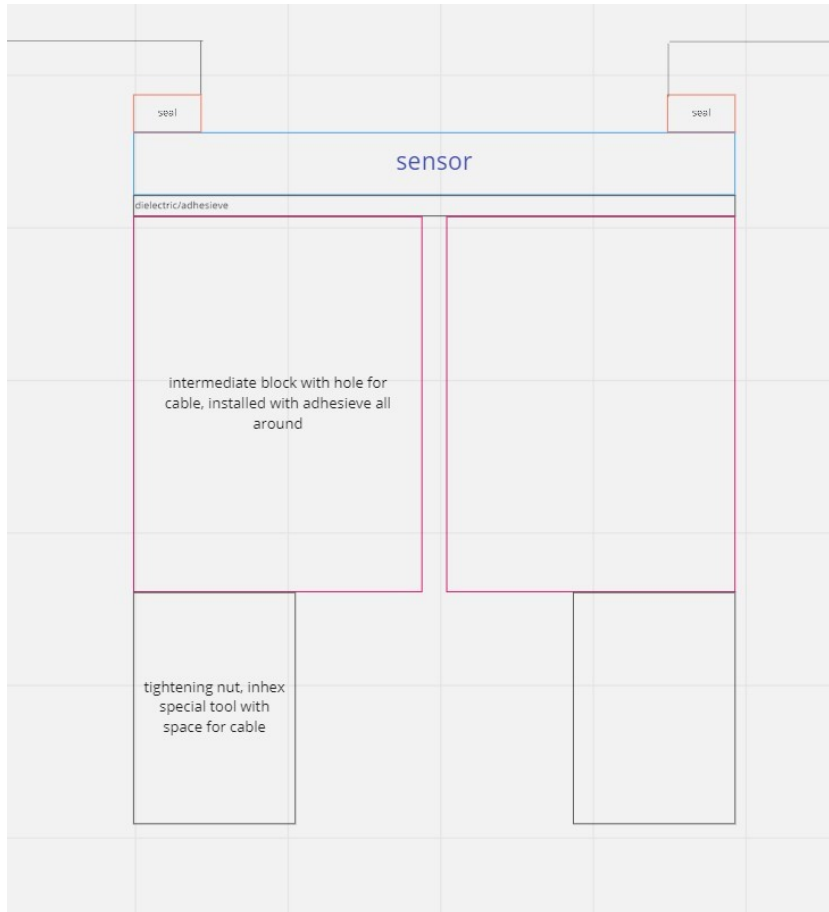 seal
seal
sensor
dielectric/adhesieve
intermediate block with hole for
cable, installed with adhesieve all
around
tightening nut, inhex
special tool with
space for cable